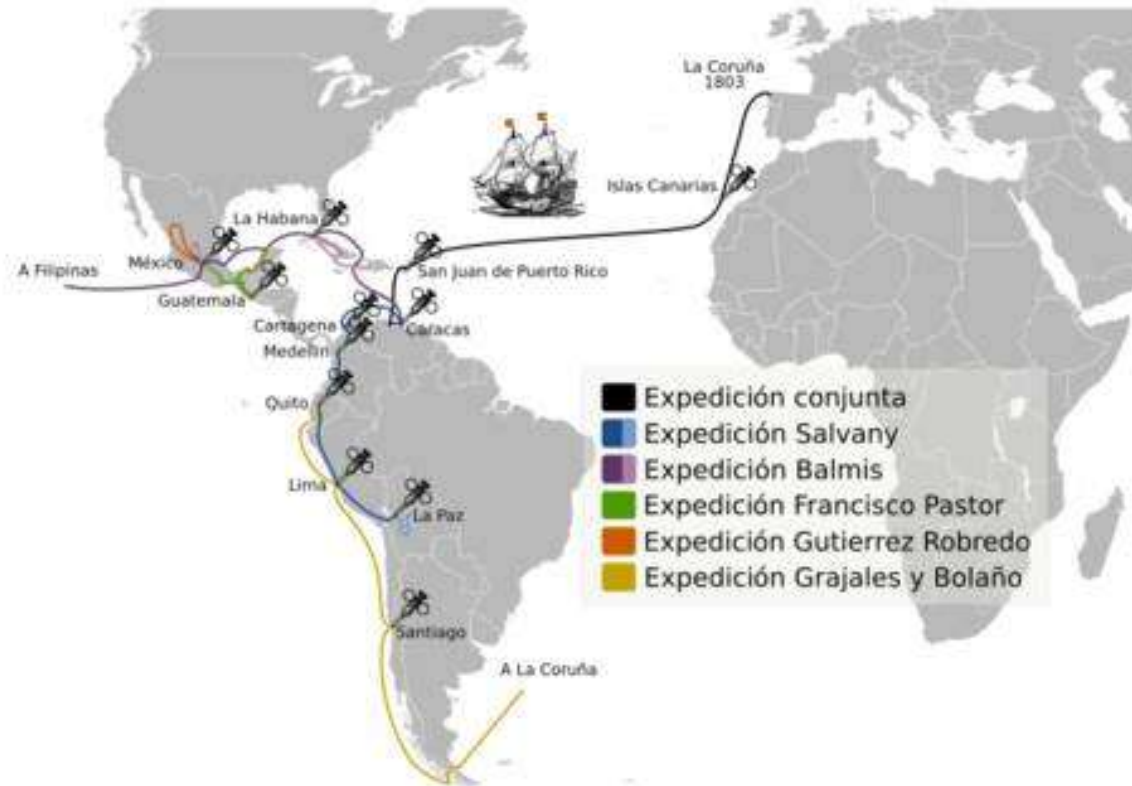 La Coruña
1803
Islas Canarias
La Habana
México
San Juan de Puerto Rico
A Filipinas
Guatemala
Cartagena
Caracas
Medellín
Quito
Lima
La Paz
Santiago
A La Coruña
Expedición conjunta
Expedición Salvany
Expedición Balmis
Expedición Francisco Pastor
Expedición Gutierrez Robredo
Expedición Grajales y Bolaño